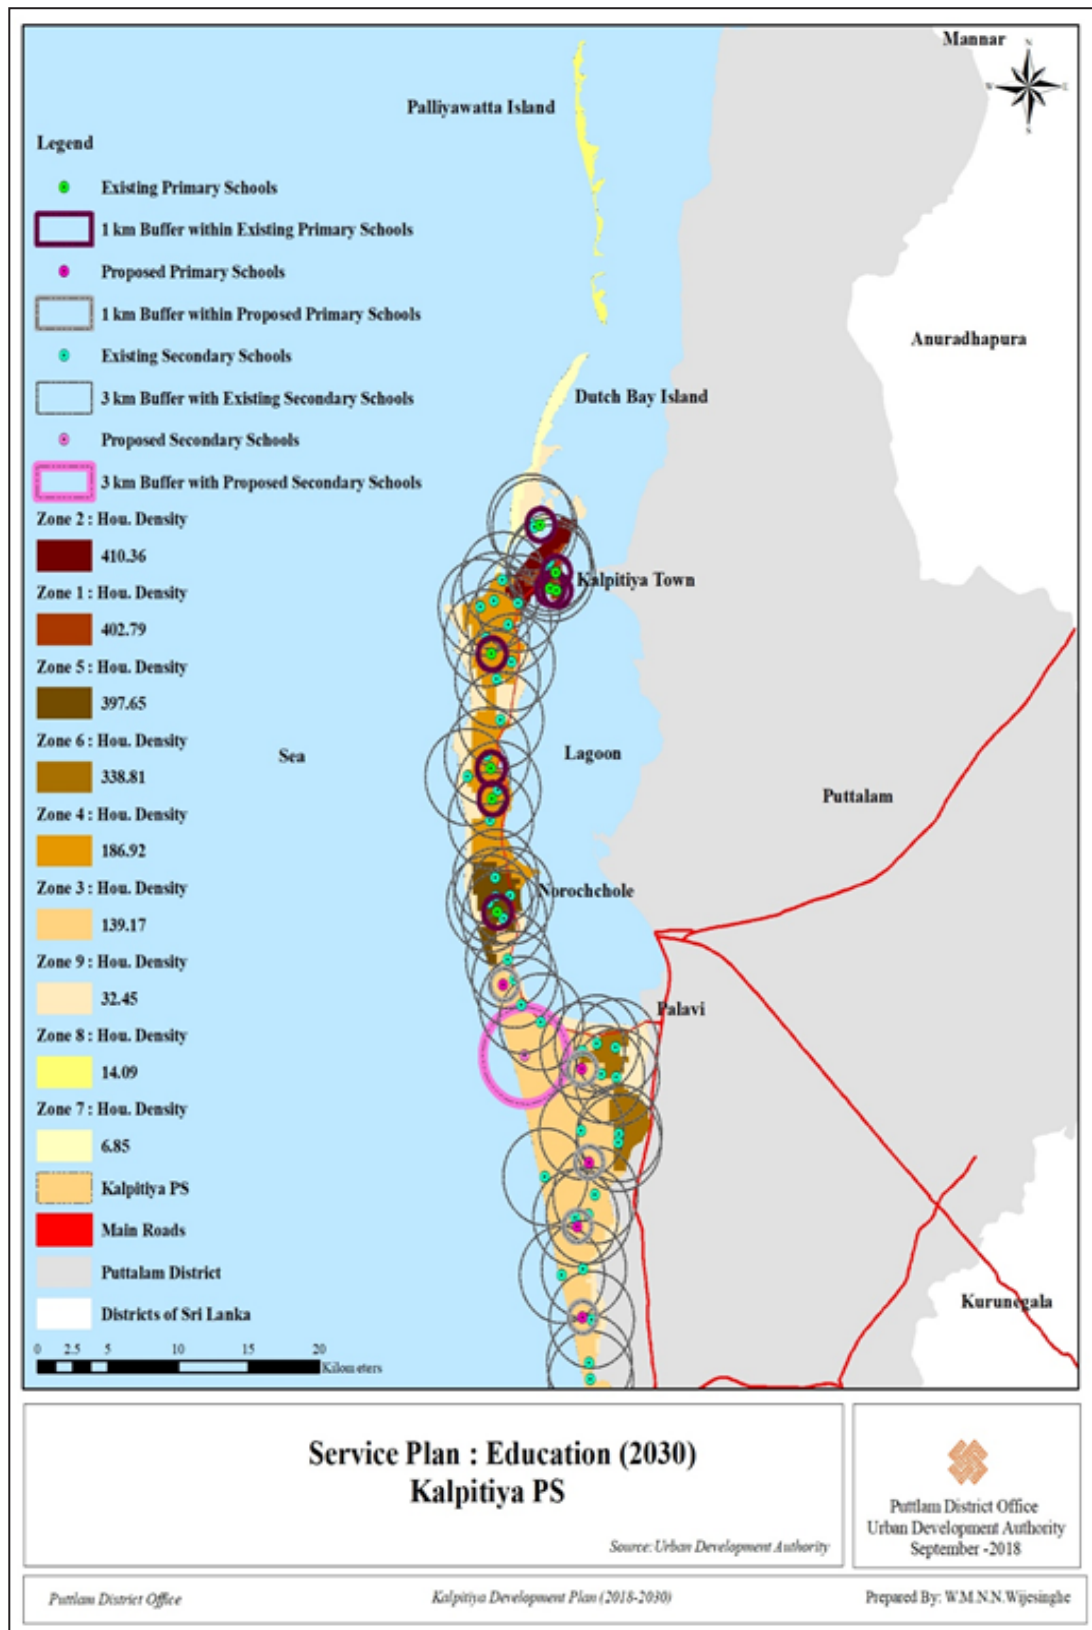 Mannar
N
W
E
S
Palliyawatta Island
Legend
Existing Primary Schools
1 km Buffer within Existing Primary Schools
Proposed Primary Schools
1 km Buffer within Proposed Primary Schools
Anuradhapura
Existing Secondary Schools
3 km Buffer with Existing Secondary Schools
Dutch Bay Island
Proposed Secondary Schools
3 km Buffer with Proposed Secondary Schools
Zone 2 : Hou. Density
410.36
Kalpitiya Town
Zone 1 : Hou. Density
402.79
Zone 5 : Hou. Density
397.65
Zone 6 : Hou. Density
Sea
Lagoon
338.81
Puttalam
Zone 4 : Hou. Density
186.92
Zone 3 : Hou. Density
Norochchole
139.17
Zone 9 : Hou. Density
32.45
Palavi
Zone 8 : Hou. Density
14.09
Zone 7 : Hou. Density
6.85
Kalpitiya PS
Main Roads
Puttalam District
Kurunegala
Districts of Sri Lanka
0 2.5 5 10 15 20
Kilometers
Service Plan : Education (2030)
Kalpitiya PS
Source: Urban Development Authority
Puttlam District Office
Urban Development Authority
September -2018
Puttlam District Office
Kalpitiya Development Plan (2018-2030)
Prepared By: W.M.N.N.Wijesinghe